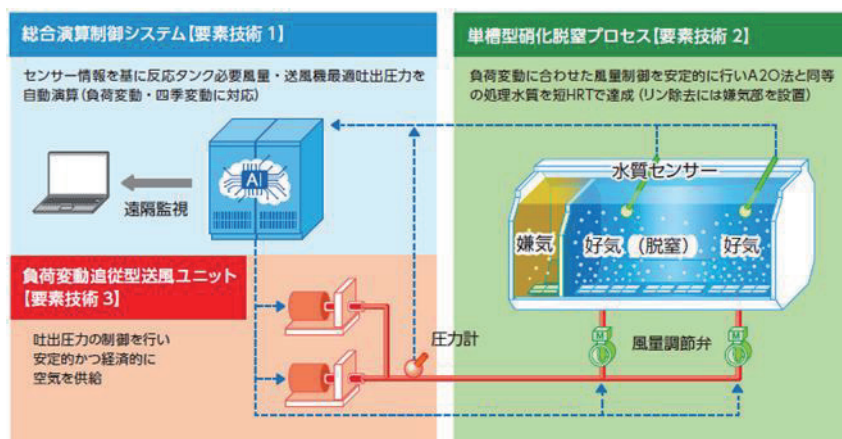 総合演算制御システム【要素技術1】
センサー情報を基に反応タンク必要風量・送風機最適吐出圧力を
自動演算（負荷変動・四季変動に対応）
AI
遠隔監視
負荷変動追従型送風ユニット
【要素技術3】
吐出圧力の制御を行い
安定的かつ経済的に
空気を供給
圧力計
単槽型硝化脱窒プロセス【要素技術2】
負荷変動に合わせた風量制御を安定的に行いA2O法と同等
の処理水質を短HRTで達成（リン除去には嫌気部を設置）
水質センサー
嫌気
好気
（脱窒）
好気
M
M
風量調節弁